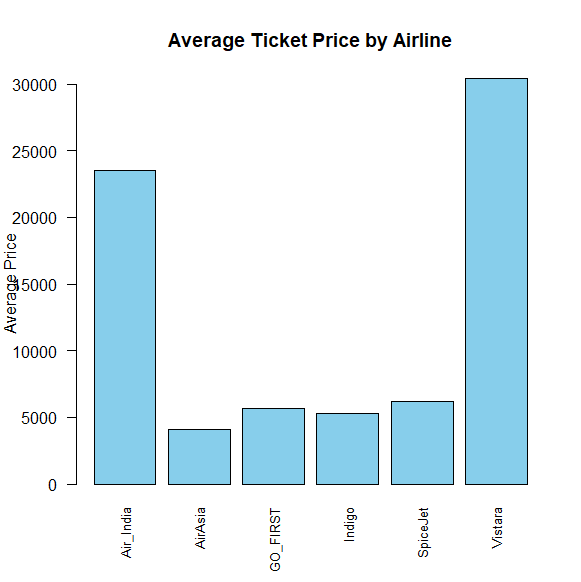 Average Ticket Price by Airline
30000
25000
20000
15000
10000
5000
0
Average Price
Air_India
AirAsia
GO_FIRST
Indigo
SpiceJet
Vistara